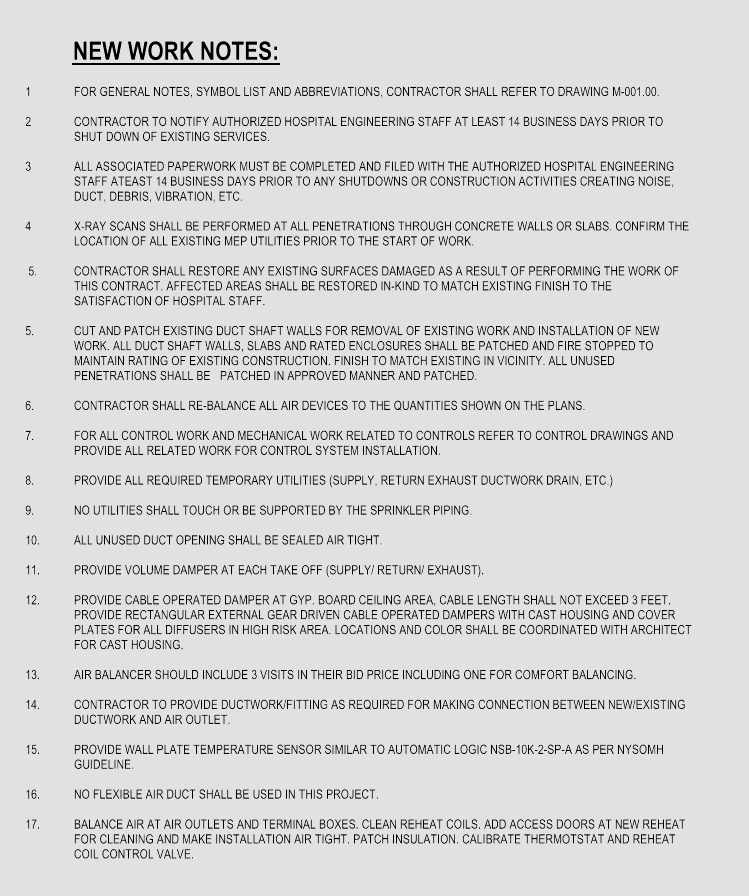 NEW WORK NOTES:
1 FOR GENERAL NOTES, SYMBOL LIST AND ABBREVIATIONS, CONTRACTOR SHALL REFER TO DRAWING M-001.00.
2 CONTRACTOR TO NOTIFY AUTHORIZED HOSPITAL ENGINEERING STAFF AT LEAST 14 BUSINESS DAYS PRIOR TO
SHUT DOWN OF EXISTING SERVICES.
3 ALL ASSOCIATED PAPERWORK MUST BE COMPLETED AND FILED WITH THE AUTHORIZED HOSPITAL ENGINEERING
STAFF ATEAST 14 BUSINESS DAYS PRIOR TO ANY SHUTDOWNS OR CONSTRUCTION ACTIVITIES CREATING NOISE,
DUCT, DEBRIS, VIBRATION, ETC.
4 X-RAY SCANS SHALL BE PERFORMED AT ALL PENETRATIONS THROUGH CONCRETE WALLS OR SLABS. CONFIRM THE
LOCATION OF ALL EXISTING MEP UTILITIES PRIOR TO THE START OF WORK.
5. CONTRACTOR SHALL RESTORE ANY EXISTING SURFACES DAMAGED AS A RESULT OF PERFORMING THE WORK OF
THIS CONTRACT. AFFECTED AREAS SHALL BE RESTORED IN-KIND TO MATCH EXISTING FINISH TO THE
SATISFACTION OF HOSPITAL STAFF.
5. CUT AND PATCH EXISTING DUCT SHAFT WALLS FOR REMOVAL OF EXISTING WORK AND INSTALLATION OF NEW
WORK. ALL DUCT SHAFT WALLS, SLABS AND RATED ENCLOSURES SHALL BE PATCHED AND FIRE STOPPED TO
MAINTAIN RATING OF EXISTING CONSTRUCTION. FINISH TO MATCH EXISTING IN VICINITY. ALL UNUSED
PENETRATIONS SHALL BE PATCHED IN APPROVED MANNER AND PATCHED.
6. CONTRACTOR SHALL RE-BALANCE ALL AIR DEVICES TO THE QUANTITIES SHOWN ON THE PLANS.
7. FOR ALL CONTROL WORK AND MECHANICAL WORK RELATED TO CONTROLS REFER TO CONTROL DRAWINGS AND
PROVIDE ALL RELATED WORK FOR CONTROL SYSTEM INSTALLATION.
8. PROVIDE ALL REQUIRED TEMPORARY UTILITIES (SUPPLY, RETURN EXHAUST DUCTWORK DRAIN, ETC.)
9. NO UTILITIES SHALL TOUCH OR BE SUPPORTED BY THE SPRINKLER PIPING.
10. ALL UNUSED DUCT OPENING SHALL BE SEALED AIR TIGHT.
11. PROVIDE VOLUME DAMPER AT EACH TAKE OFF (SUPPLY/ RETURN/ EXHAUST).
12. PROVIDE CABLE OPERATED DAMPER AT GYP. BOARD CEILING AREA, CABLE LENGTH SHALL NOT EXCEED 3 FEET.
PROVIDE RECTANGULAR EXTERNAL GEAR DRIVEN CABLE OPERATED DAMPERS WITH CAST HOUSING AND COVER
PLATES FOR ALL DIFFUSERS IN HIGH RISK AREA. LOCATIONS AND COLOR SHALL BE COORDINATED WITH ARCHITECT
FOR CAST HOUSING.
13. AIR BALANCER SHOULD INCLUDE 3 VISITS IN THEIR BID PRICE INCLUDING ONE FOR COMFORT BALANCING.
14. CONTRACTOR TO PROVIDE DUCTWORK/FITTING AS REQUIRED FOR MAKING CONNECTION BETWEEN NEW/EXISTING
DUCTWORK AND AIR OUTLET.
15. PROVIDE WALL PLATE TEMPERATURE SENSOR SIMILAR TO AUTOMATIC LOGIC NSB-10K-2-SP-A AS PER NYSOMH
GUIDELINE.
16. NO FLEXIBLE AIR DUCT SHALL BE USED IN THIS PROJECT.
17. BALANCE AIR AT AIR OUTLETS AND TERMINAL BOXES. CLEAN REHEAT COILS. ADD ACCESS DOORS AT NEW REHEAT
FOR CLEANING AND MAKE INSTALLATION AIR TIGHT. PATCH INSULATION. CALIBRATE THERMOTSTAT AND REHEAT
COIL CONTROL VALVE.